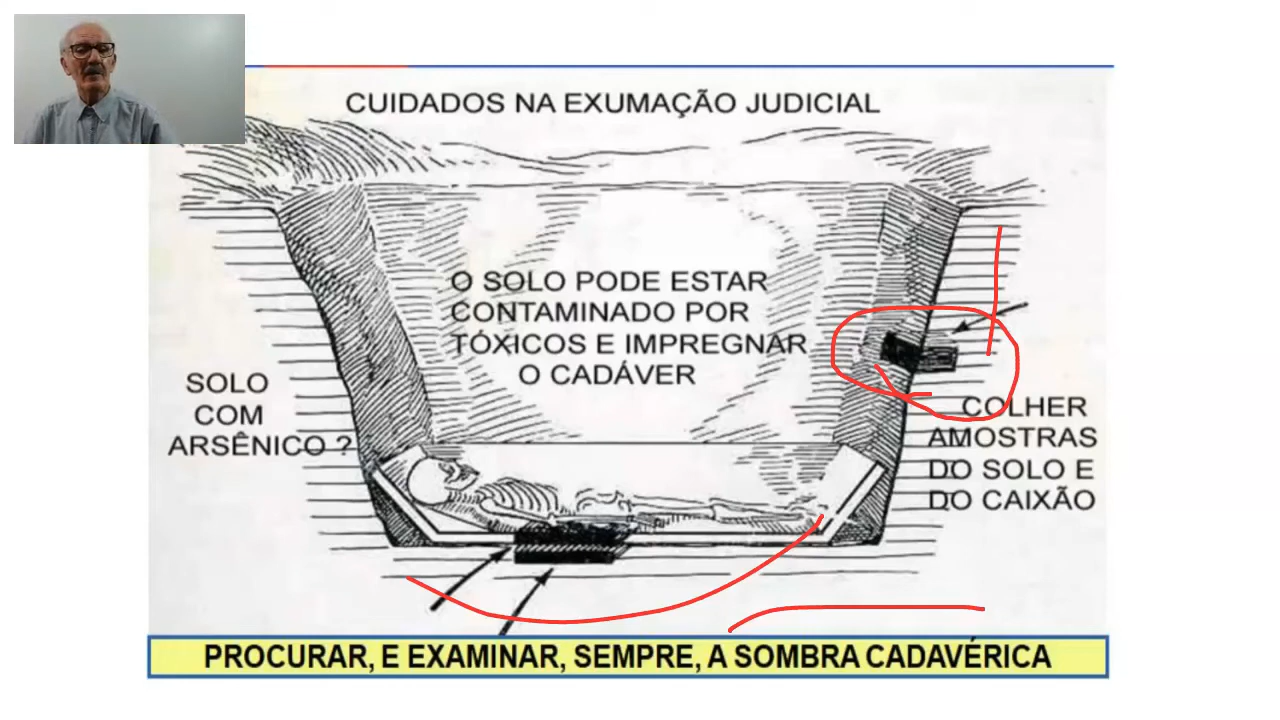 CUIDADOS NA EXUMAÇÃO JUDICIAL
O SOLO PODE ESTAR
CONTAMINADO POR
TÓXICOS E IMPREGNAR
O CADÁVER
SOLO
COM
ARSÊNICO ?
COLHER
AMOSTRAS
DO SOLO E
DO CAIXÃO
PROCURAR, E EXAMINAR, SEMPRE, A SOMBRA CADAVÉRICA